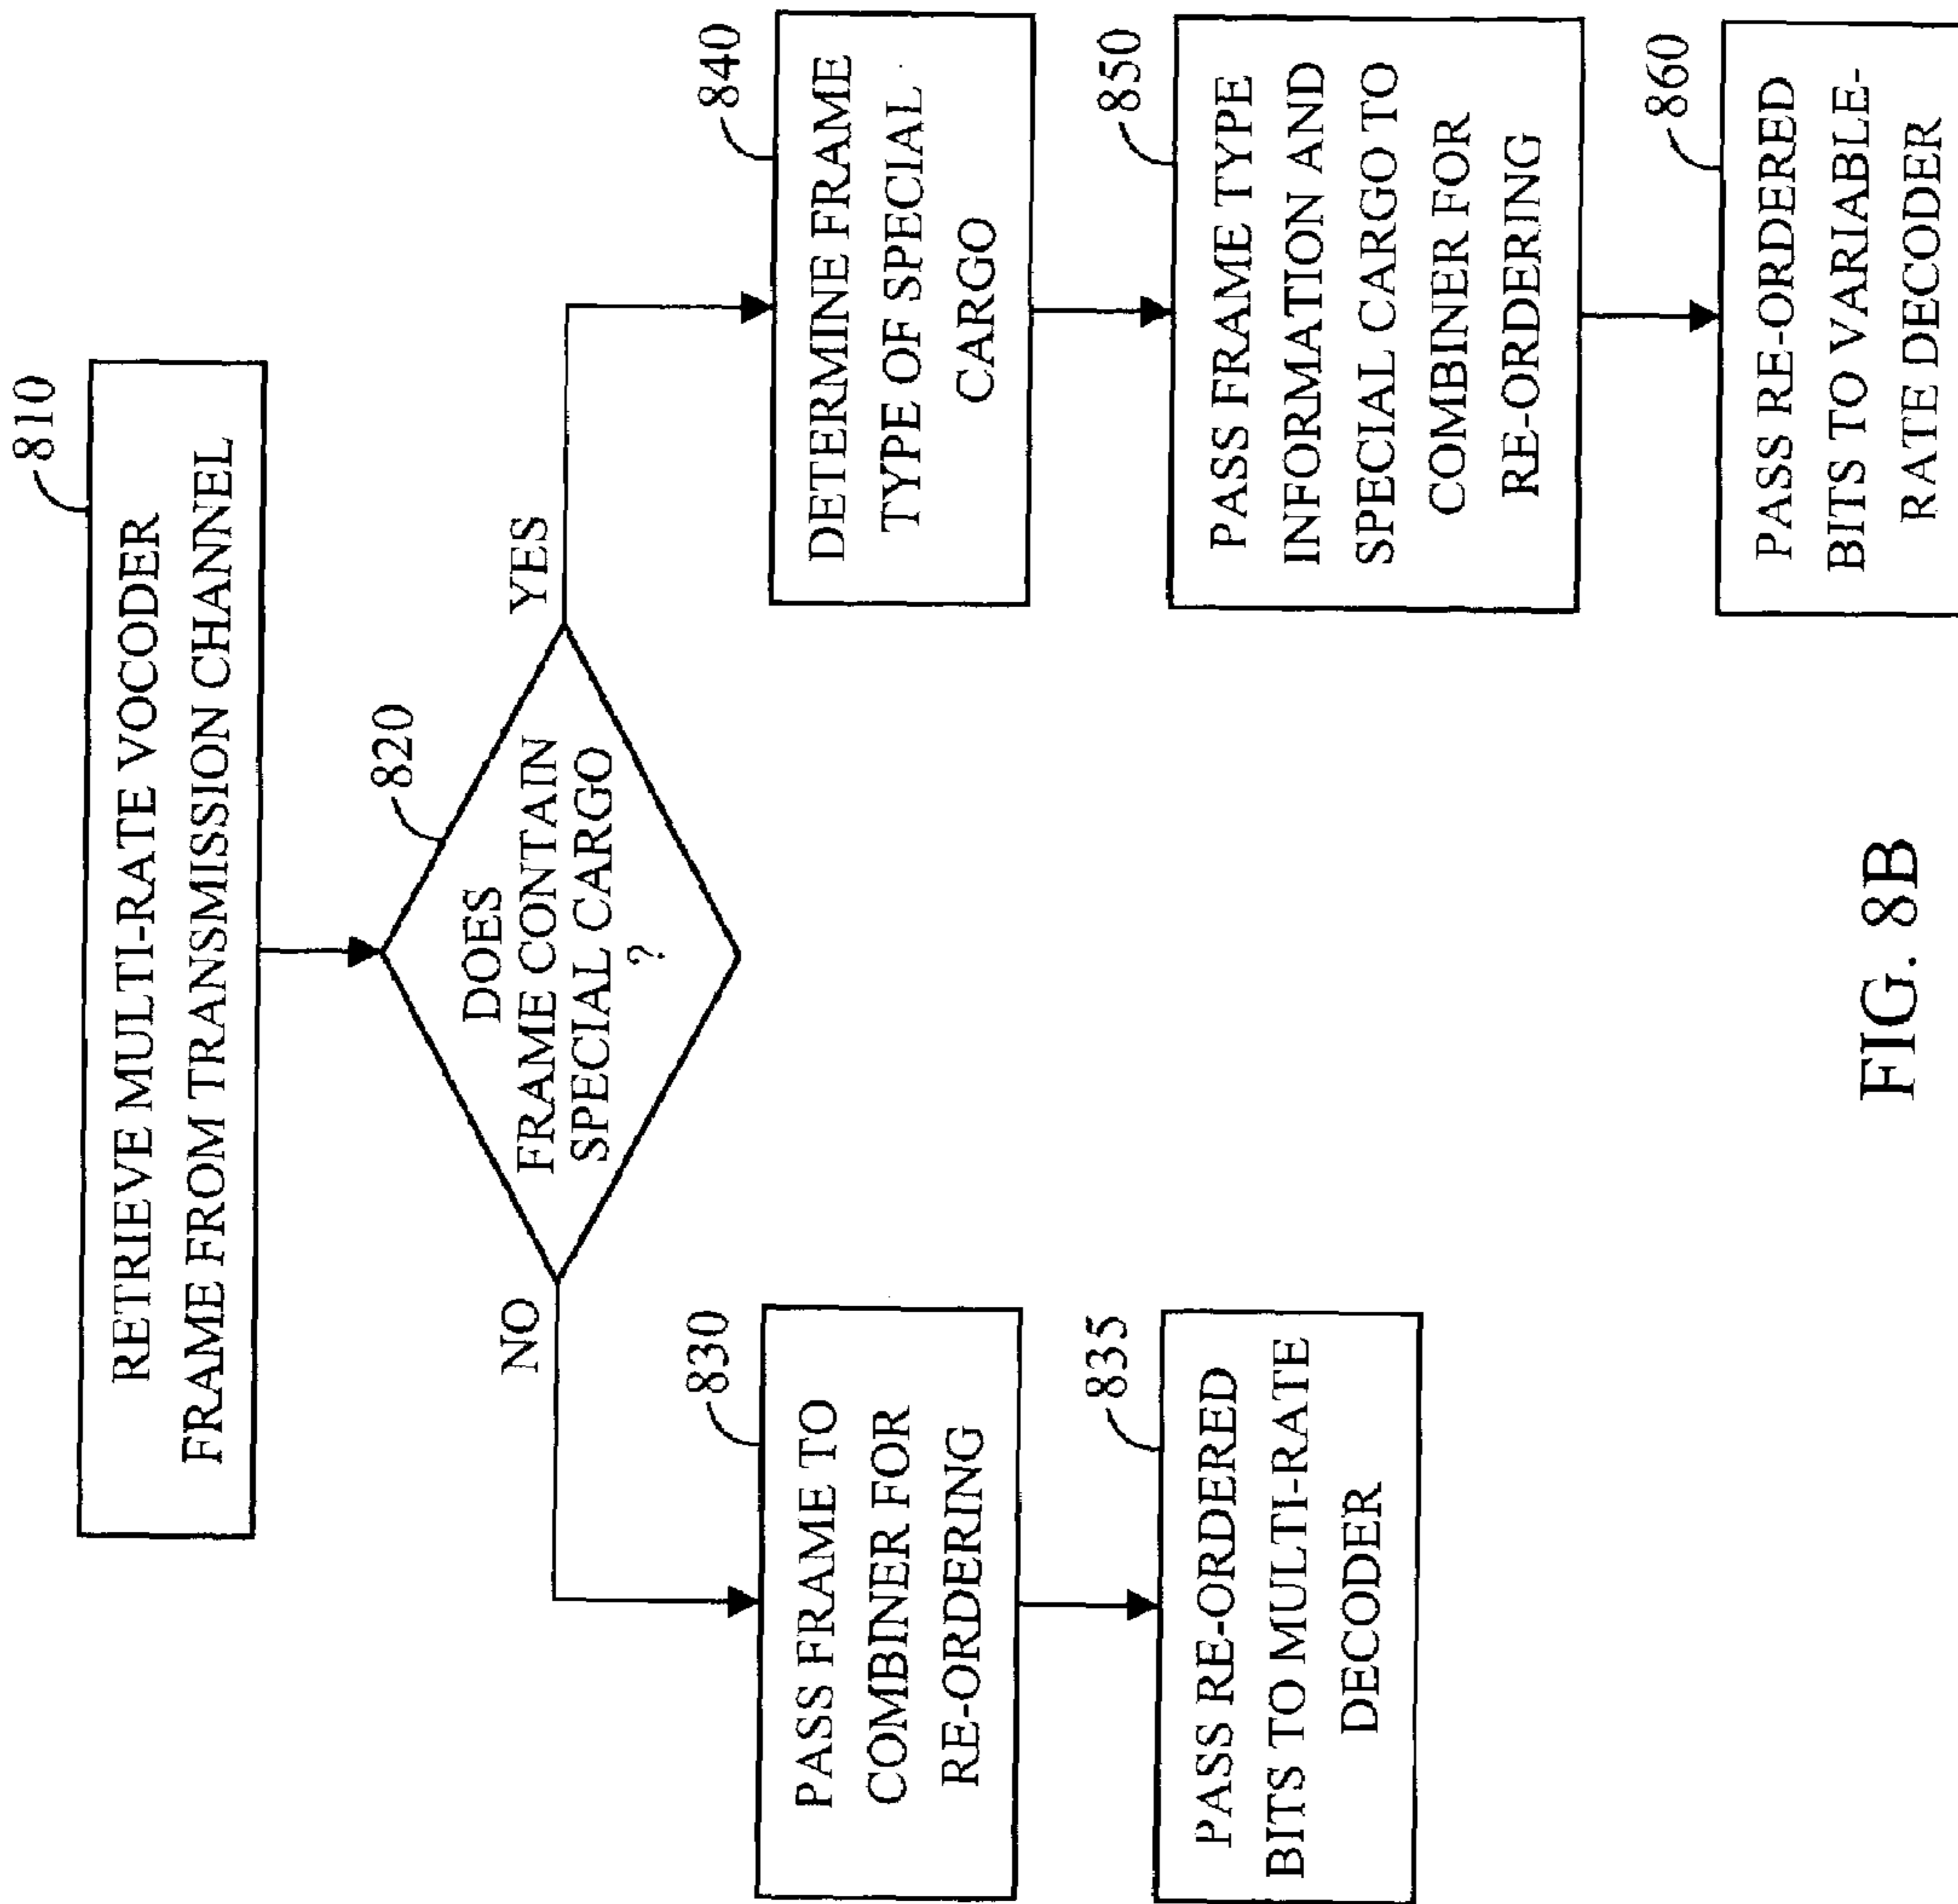 810
RETRIEVE MULTI-RATE VOCODER
FRAME FROM TRANSMISSION CHANNEL
820
DOES
FRAME CONTAIN
SPECIAL CARGO
?
NO
YES
830
PASS FRAME TO
COMBINER FOR
RE-ORDERING
835
PASS RE-ORDERED
BITS TO MULTI-RATE
DECODER
840
DETERMINE FRAME
TYPE OF SPECIAL
CARGO
850
PASS FRAME TYPE
INFORMATION AND
SPECIAL CARGO TO
COMBINER FOR
RE-ORDERING
860
PASS RE-ORDERED
BITS TO VARIABLE-
RATE DECODER
FIG. 8B